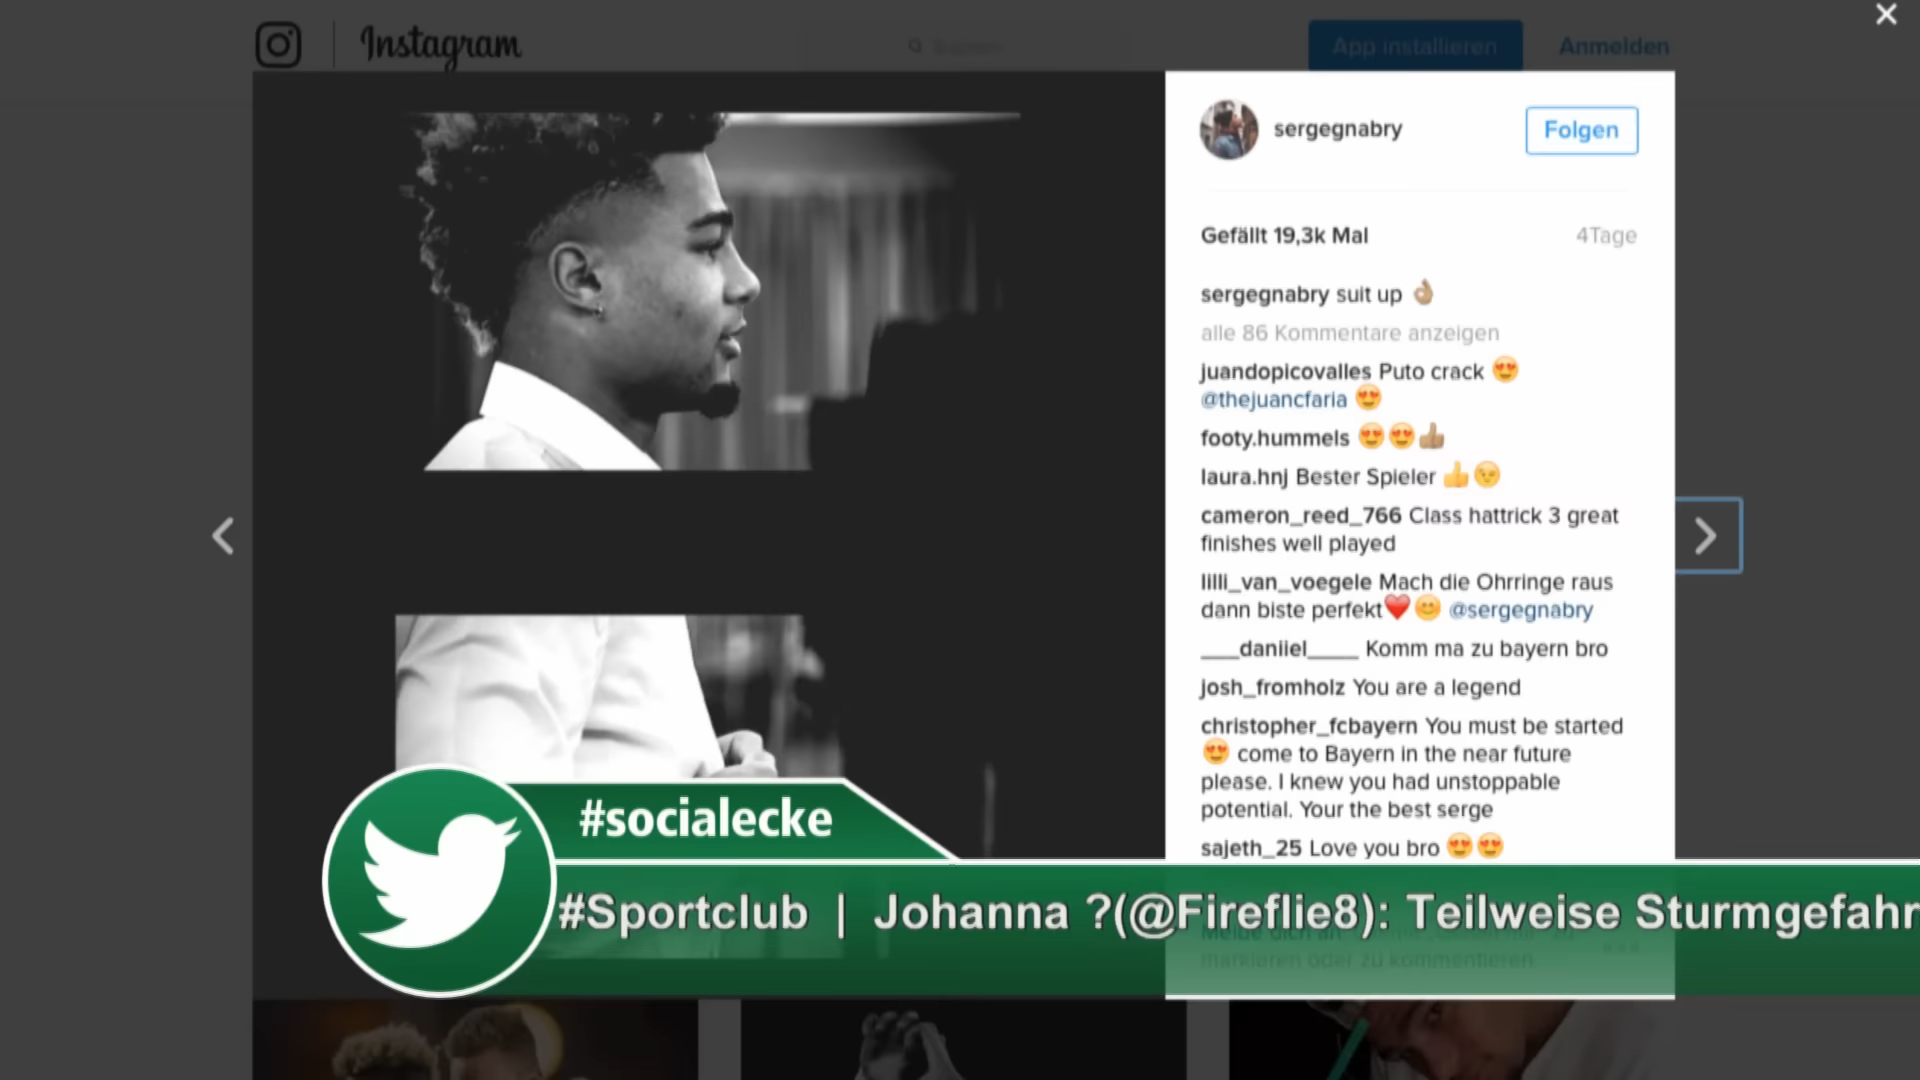 Instagram
App installieren
Anmelden
sergegnabry
Folgen
Gefällt 19,3k Mal
4Tage
sergegnabry suit up 👌🏽
alle 86 Kommentare anzeigen
juandopicovalles Puto crack 😍
@thejuancfaria 😍
footy.hummels 😍😍👍🏽
laura.hnj Bester Spieler 👍😉
cameron_reed_766 Class hattrick 3 great
finishes well played
lilli_van_voegele Mach die Ohrringe raus
dann biste perfekt❤️😊 @sergegnabry
___daniiel____ Komm ma zu bayern bro
josh_fromholz You are a legend
christopher_fcbayern You must be started
😍 come to Bayern in the near future
please. I knew you had unstoppable
potential. Your the best serge
sajeth_25 Love you bro 😍😍
#socialecke
#Sportclub | Johanna ?(@Fireflie8): Teilweise Sturmgefahr
markieren oder zu kommentieren